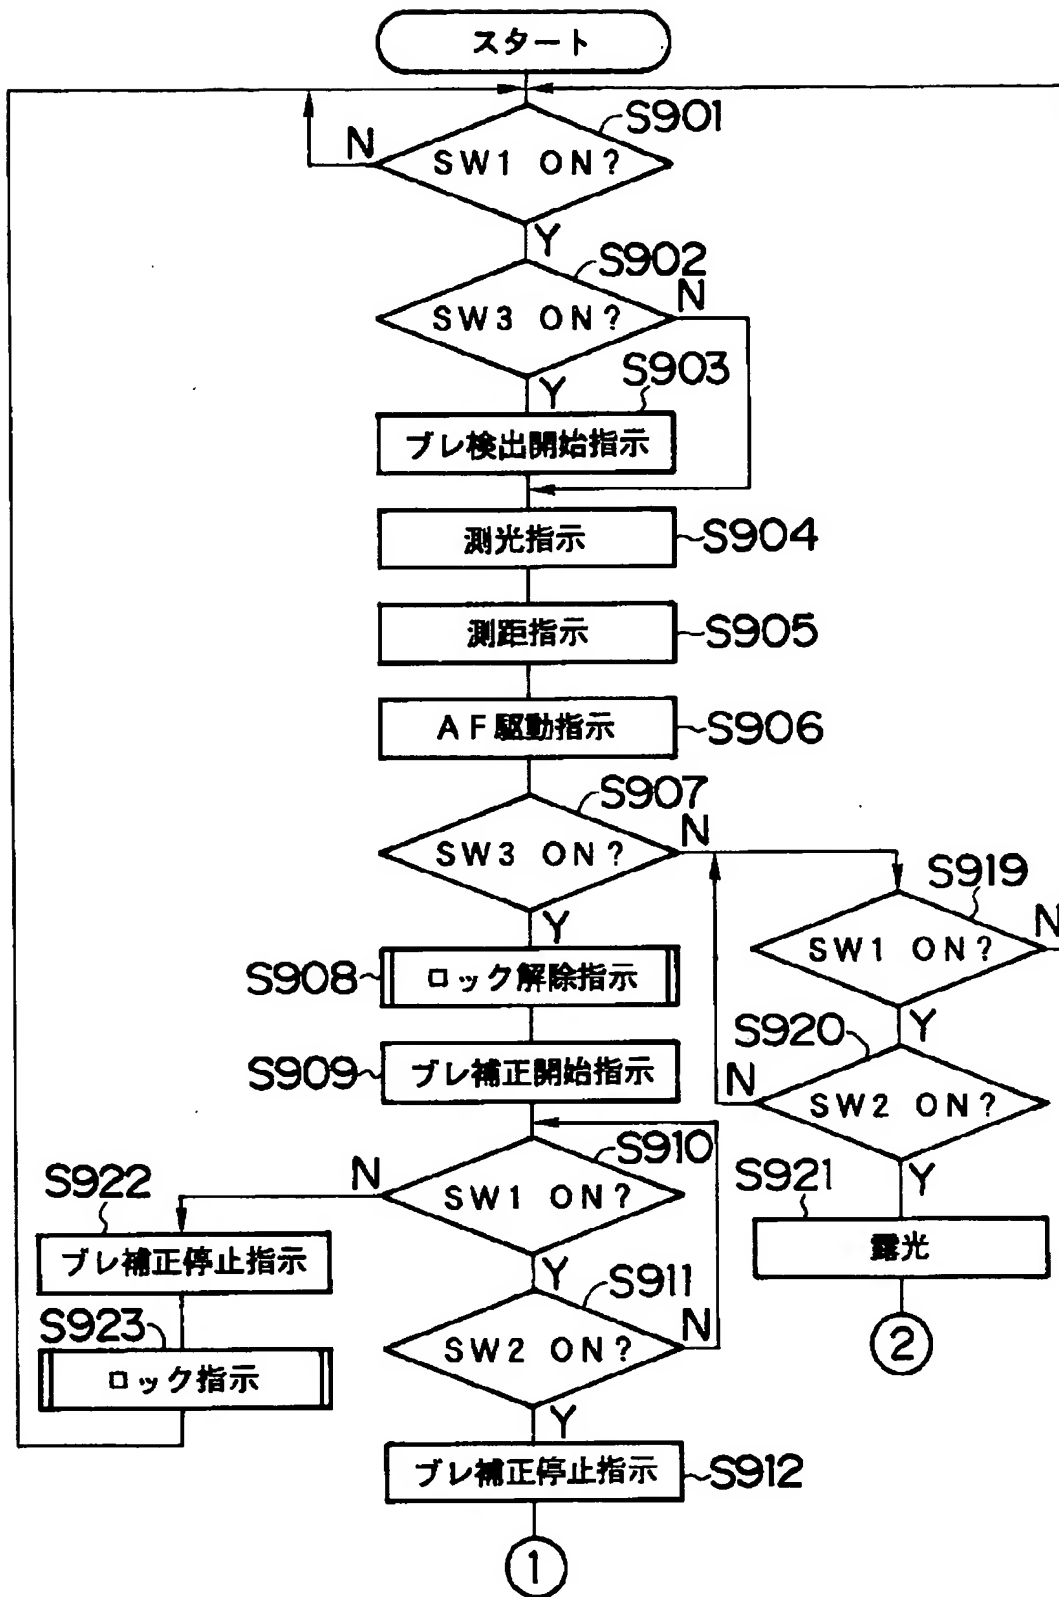 スタート
S901
N
SW1 ON?
Y
S902
N
SW3 ON?
Y
S903
ブレ検出開始指示
測光指示
S904
測距指示
S905
AF駆動指示
S906
S907
N
SW3 ON?
Y
S919
N
SW1 ON?
Y
S908
ロック解除指示
S920
N
SW2 ON?
Y
S909
ブレ補正開始指示
S910
N
SW1 ON?
Y
S921
露光
2
S922
ブレ補正停止指示
S911
N
SW2 ON?
Y
S923
ロック指示
ブレ補正停止指示
S912
1